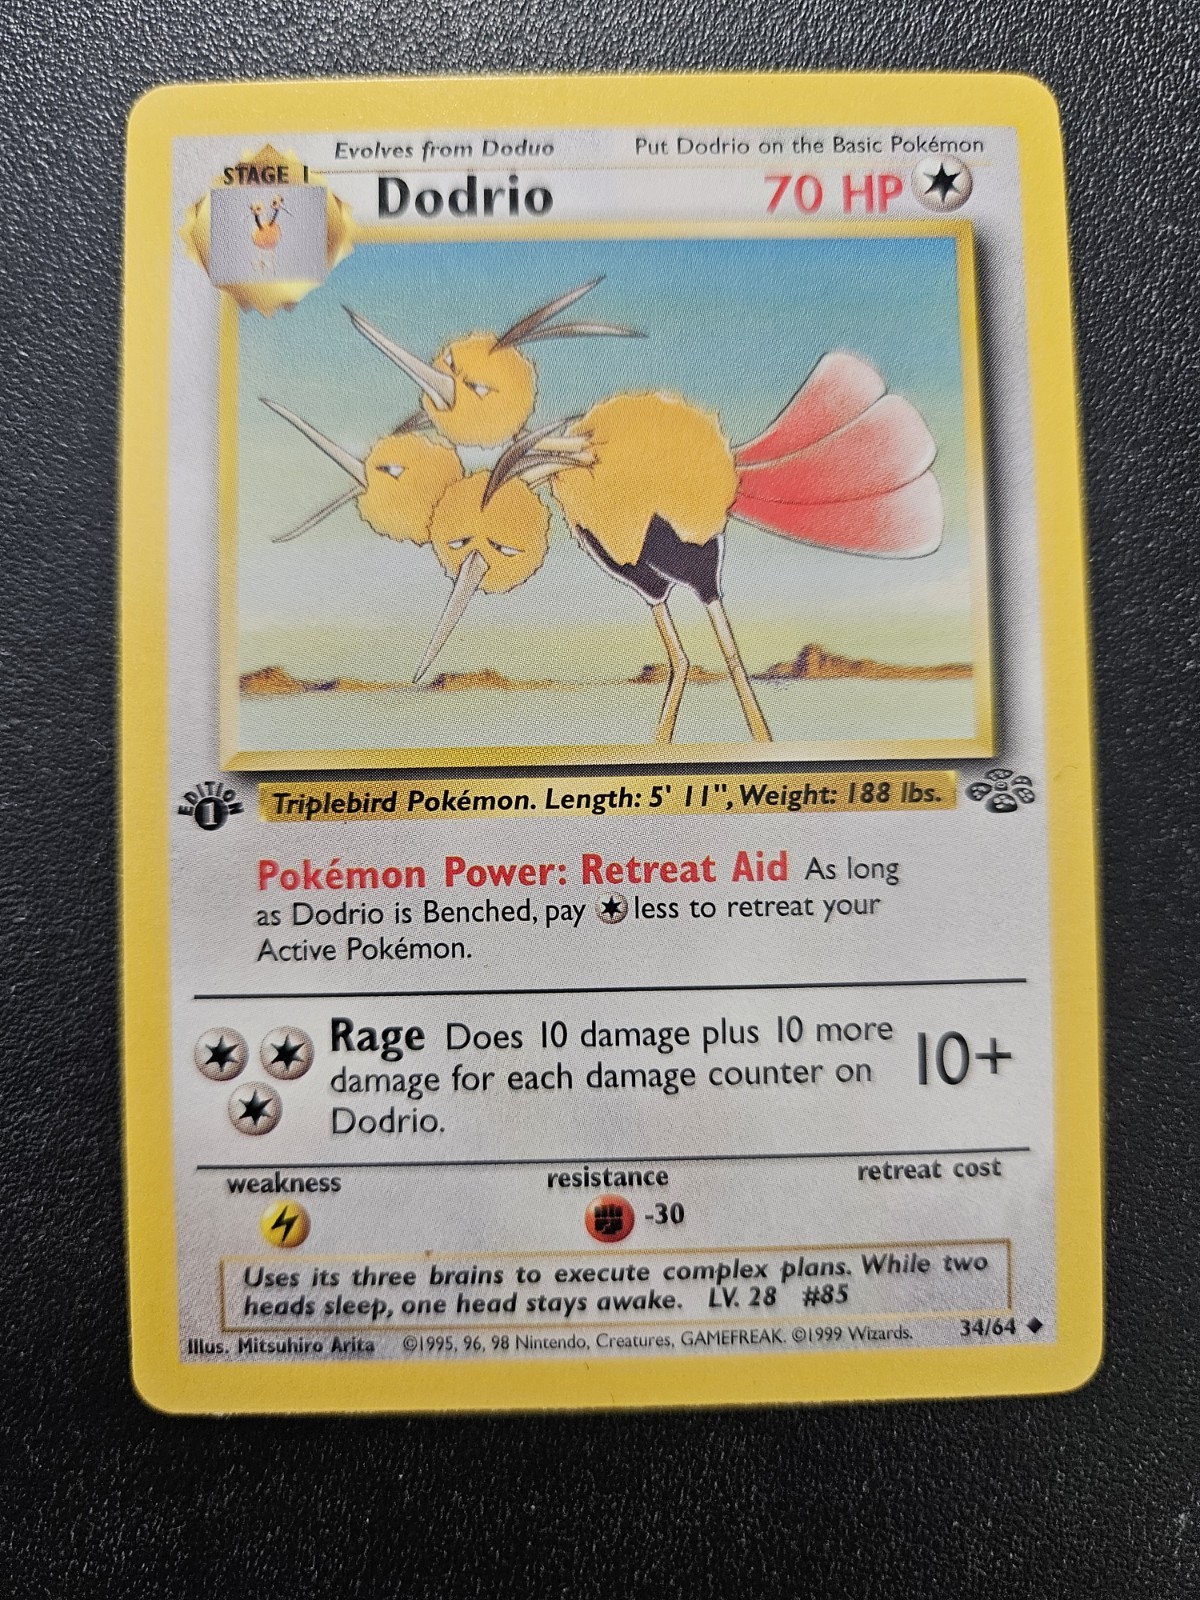 Evolves from Doduo
Put Dodrio on the Basic Pokémon
STAGE 1
Dodrio
70 HP
EDITION
1
Triplebird Pokémon. Length: 5' 11", Weight: 188 lbs.
Pokémon Power: Retreat Aid As long
as Dodrio is Benched, pay less to retreat your
Active Pokémon.
Rage Does 10 damage plus 10 more
damage for each damage counter on
Dodrio.
10+
weakness
resistance
retreat cost
-30
Uses its three brains to execute complex plans. While two
heads sleep, one head stays awake. LV. 28 #85
Illus. Mitsuhiro Arita ©1995, 96, 98 Nintendo, Creatures, GAMEFREAK. ©1999 Wizards. 34/64